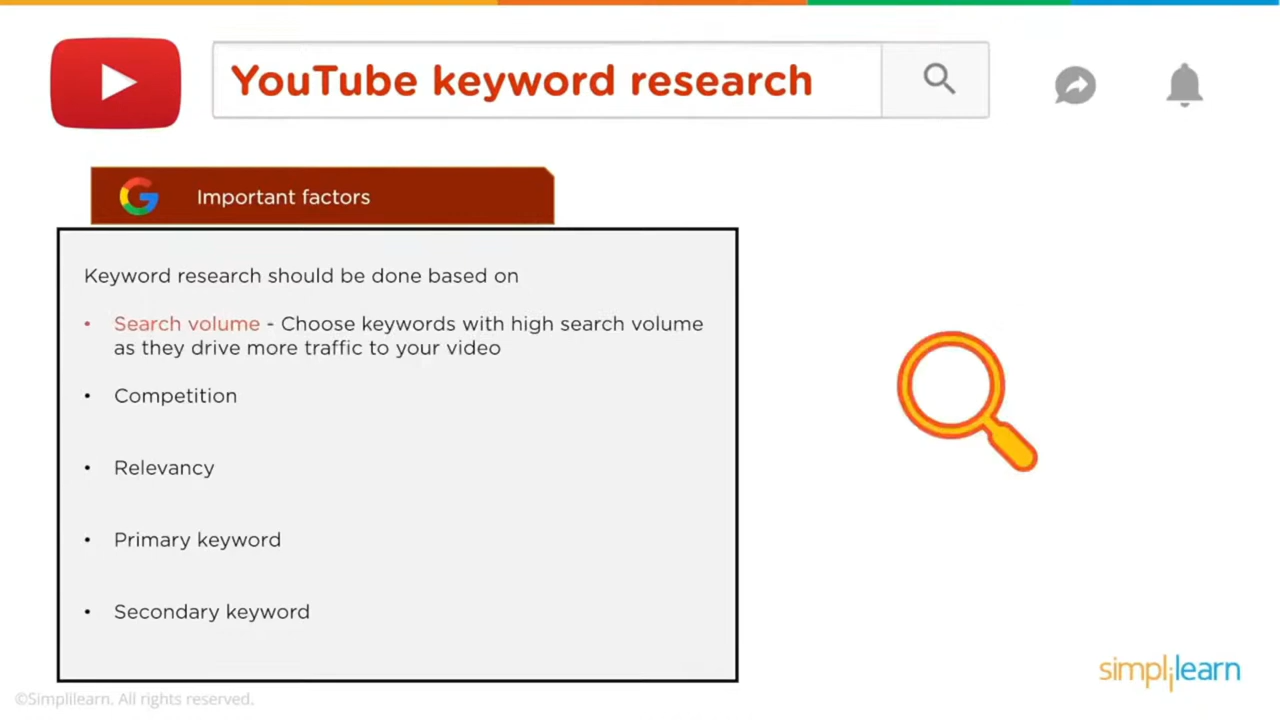 YouTube keyword research
Important factors
Keyword research should be done based on
• Search volume - Choose keywords with high search volume
as they drive more traffic to your video
• Competition
• Relevancy
• Primary keyword
• Secondary keyword
simplilearn
©Simplilearn. All rights reserved.